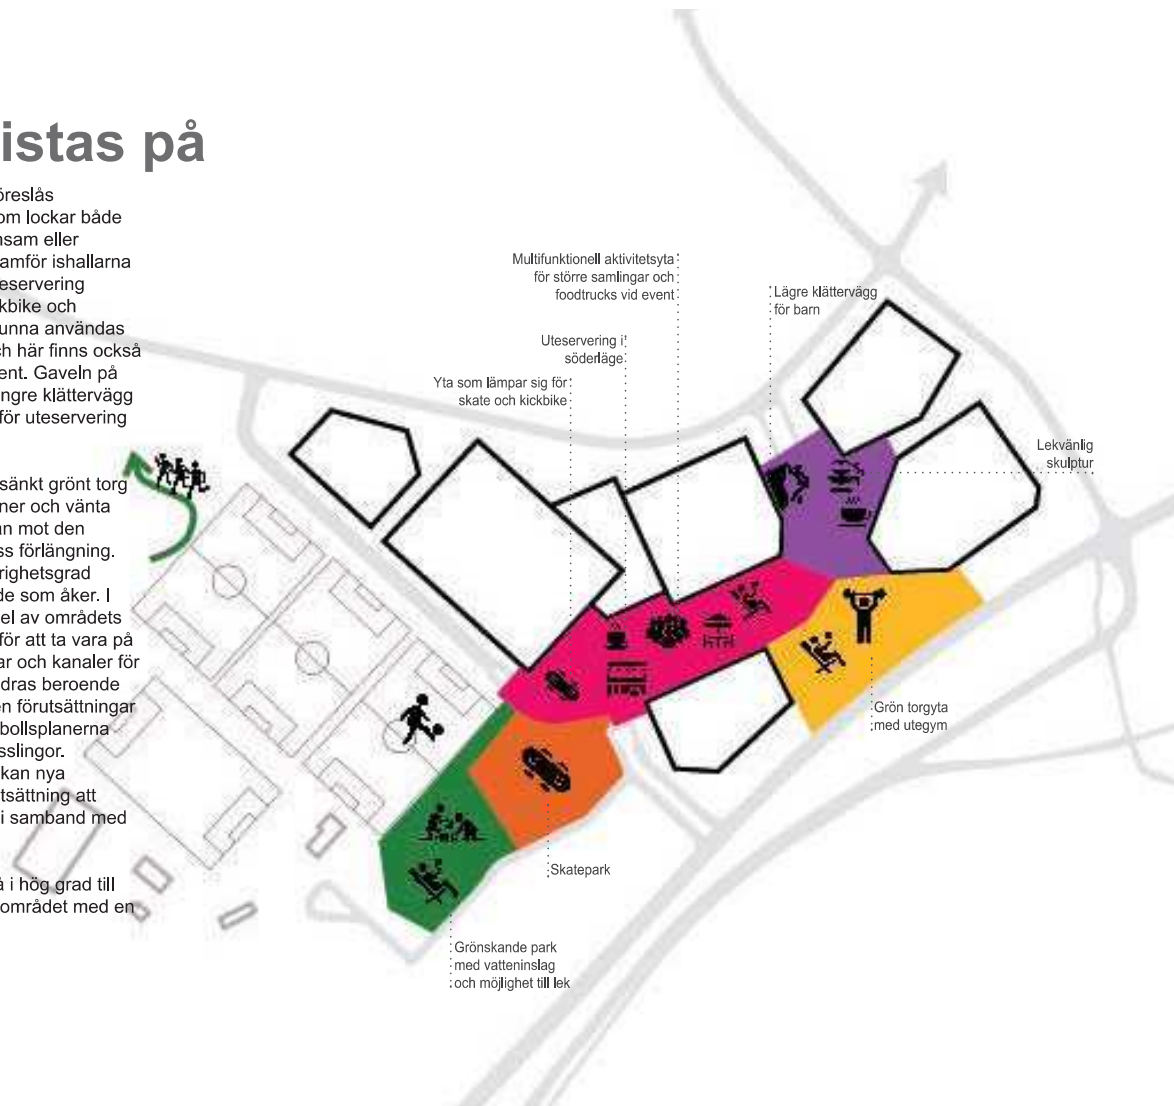 istas på
öreslås
om lockar både
nsam eller
amför ishallarna
eservering
kbike och
unna användas
ch här finns också
ent. Gaveln på
ngre klättervägg
för uteservering
sänkt grönt torg
ner och vänta
an mot den
ss förlängning.
righetsgrad
de som åker. I
el av områdets
för att ta vara på
ar och kanaler för
dras beroende
en förutsättningar
bollsplanerna
sslingor.
kan nya
tsättning att
i samband med
å i hög grad till
området med en
Multifunktionell aktivitetsyta
för större samlingar och
foodtrucks vid event
Lägre klättervägg
för barn
Uteservering i
söderläge
Yta som lämpar sig för
skate och kickbike
Lekvänlig
skulptur
Grön torgyta
med utegym
Skatepark
Grönskande park
med vatteninslag
och möjlighet till lek